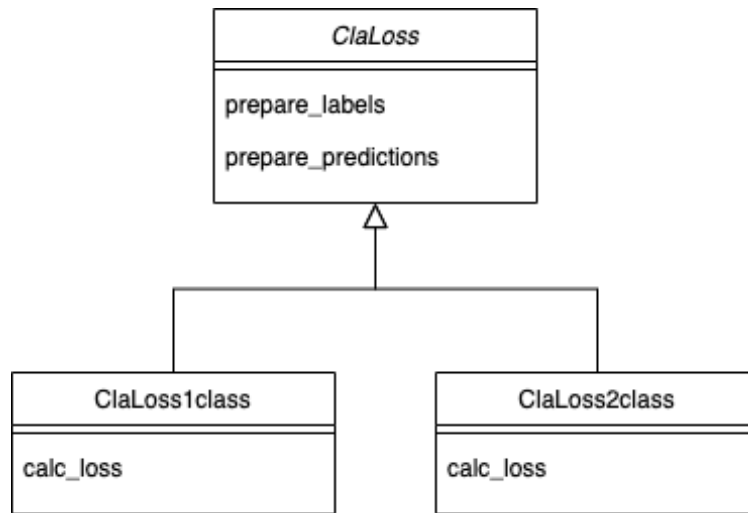 ClaLoss
prepare_labels
prepare_predictions
ClaLoss1class
calc_loss
ClaLoss2class
calc_loss